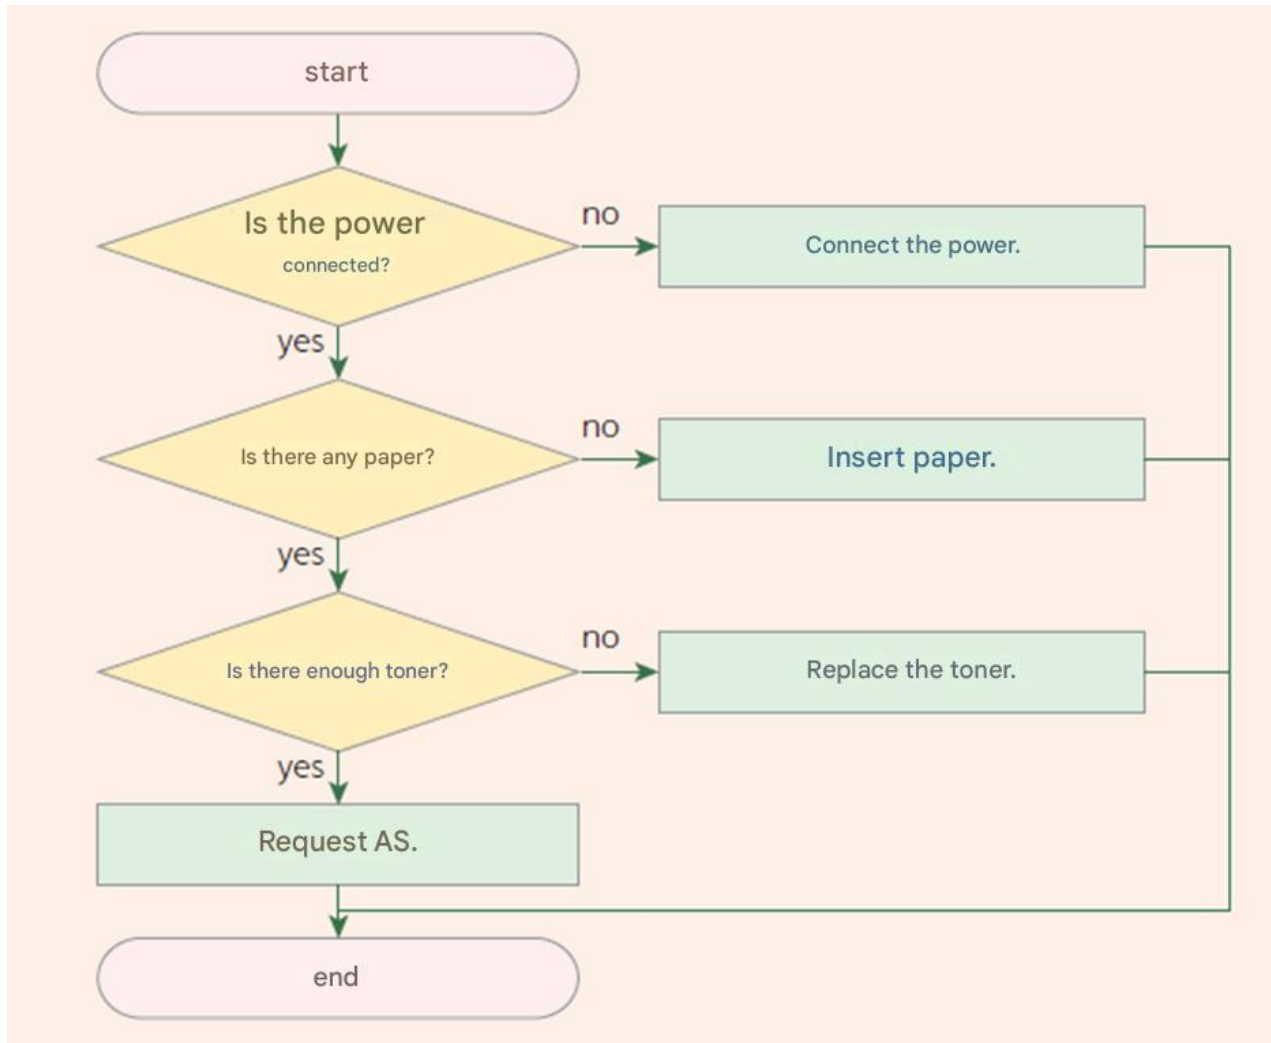 start
Is the power
connected?
no
Connect the power.
yes
Is there any paper?
no
Insert paper.
yes
Is there enough toner?
no
Replace the toner.
yes
Request AS.
end